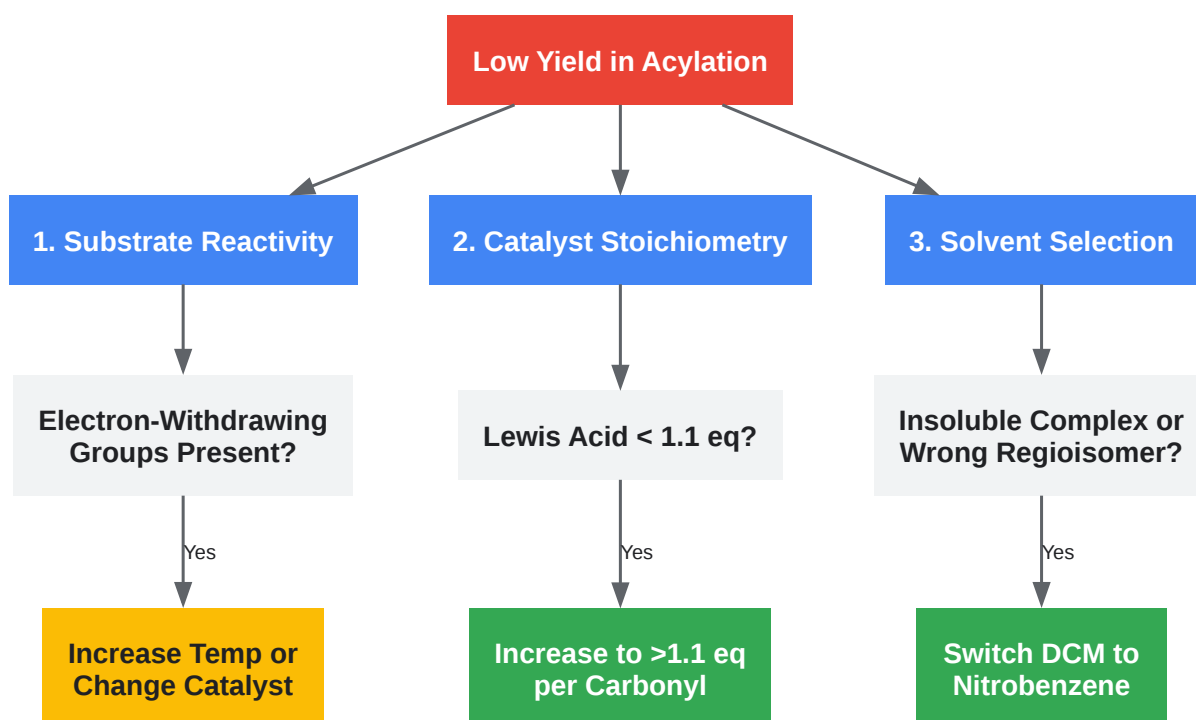 Low Yield in Acylation
1. Substrate Reactivity
2. Catalyst Stoichiometry
3. Solvent Selection
Electron-Withdrawing
Groups Present?
Lewis Acid < 1.1 eq?
Insoluble Complex or
Wrong Regioisomer?
Yes
Yes
Yes
Increase Temp or
Change Catalyst
Increase to >1.1 eq
per Carbonyl
Switch DCM to
Nitrobenzene